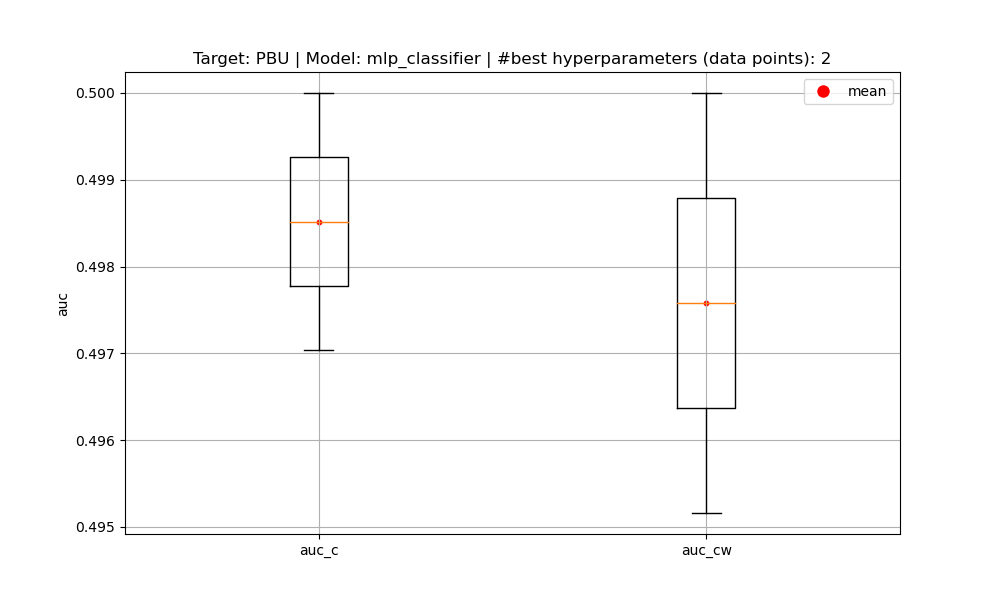 Target: PBU | Model: mlp_classifier | #best hyperparameters (data points): 2
mean
0.500
0.499
0.498
0.497
0.496
0.495
auc
auc_c
auc_cw